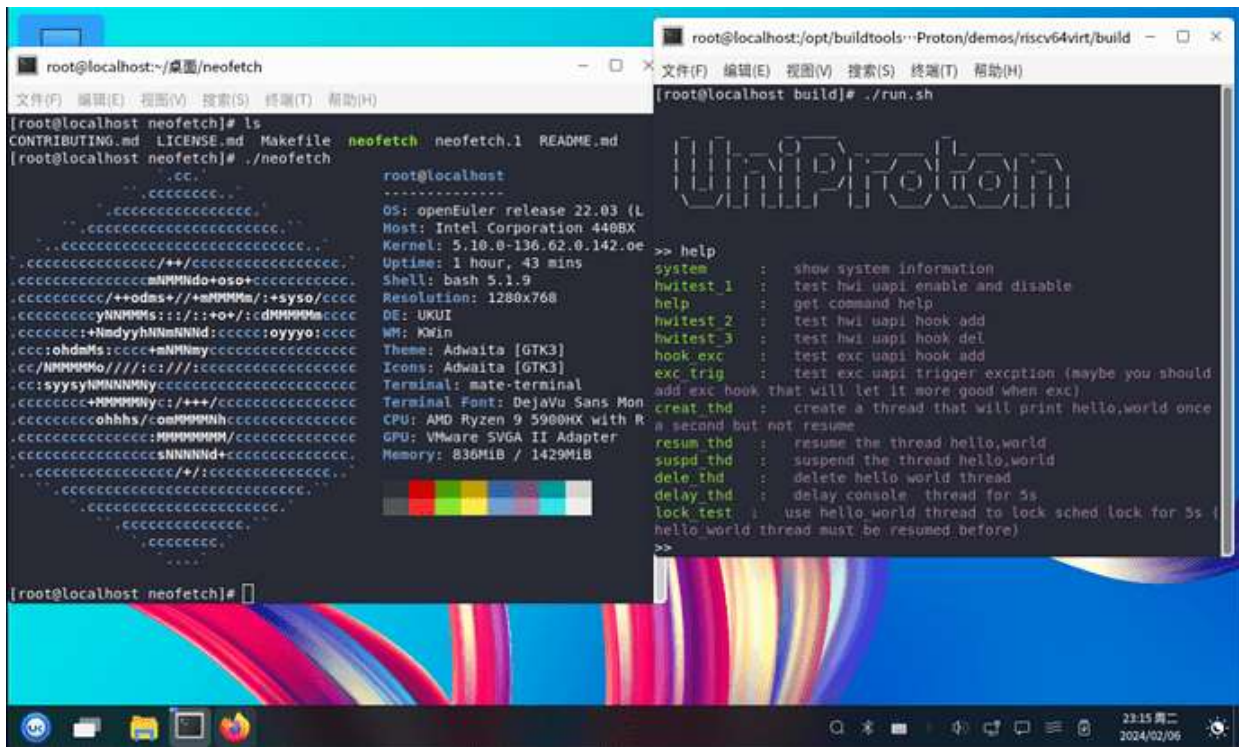 root@localhost:~/桌面/neofetch
文件(F) 编辑(E) 视图(V) 搜索(S) 终端(T) 帮助(H)
[root@localhost neofetch]# ls
CONTRIBUTING.md LICENSE.md Makefile neofetch neofetch.1 README.md
[root@localhost neofetch]# ./neofetch
root@localhost
--------------
OS: openEuler release 22.03 (L
Host: Intel Corporation 440BX
Kernel: 5.10.0-136.62.0.142.oe
Uptime: 1 hour, 43 mins
Shell: bash 5.1.9
Resolution: 1280x768
DE: UKUI
WM: KWin
Theme: Adwaita [GTK3]
Icons: Adwaita [GTK3]
Terminal: mate-terminal
Terminal Font: DejaVu Sans Mon
CPU: AMD Ryzen 9 5900HX with R
GPU: VMware SVGA II Adapter
Memory: 836MiB / 1429MiB
[root@localhost neofetch]#
root@localhost:/opt/buildtools···Proton/demos/riscv64virt/build
文件(F) 编辑(E) 视图(V) 搜索(S) 终端(T) 帮助(H)
[root@localhost build]# ./run.sh
UniProton
>> help
system : show system information
hwitest_1 : test hwi uapi enable and disable
help : get command help
hwitest_2 : test hwi uapi hook add
hwitest_3 : test hwi uapi hook del
hook_exc : test exc uapi hook add
exc_trig : test exc uapi trigger excption (maybe you should
add exc hook that will let it more good when exc)
creat_thd : create a thread that will print hello,world once
a second but not resume
resum_thd : resume the thread hello,world
suspd_thd : suspend the thread hello,world
dele_thd : delete hello world thread
delay_thd : delay console thread for 5s
lock_test : use hello_world thread to lock sched lock for 5s (
hello_world thread must be resumed before)
>>
23:15 周二
2024/02/06